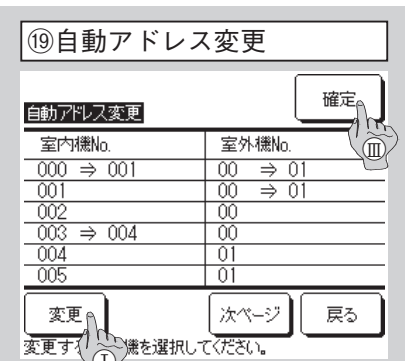 ⑲自動アドレス変更
確定
自動アドレス変更
Ⅲ
室内機No. 室外機No.
000 ⇒ 001 00 ⇒ 01
001 00 ⇒ 01
002 00
003 ⇒ 004 00
004 01
005 01
変更 次ページ 戻る
変更す 機を選択してください。
Ⅰ